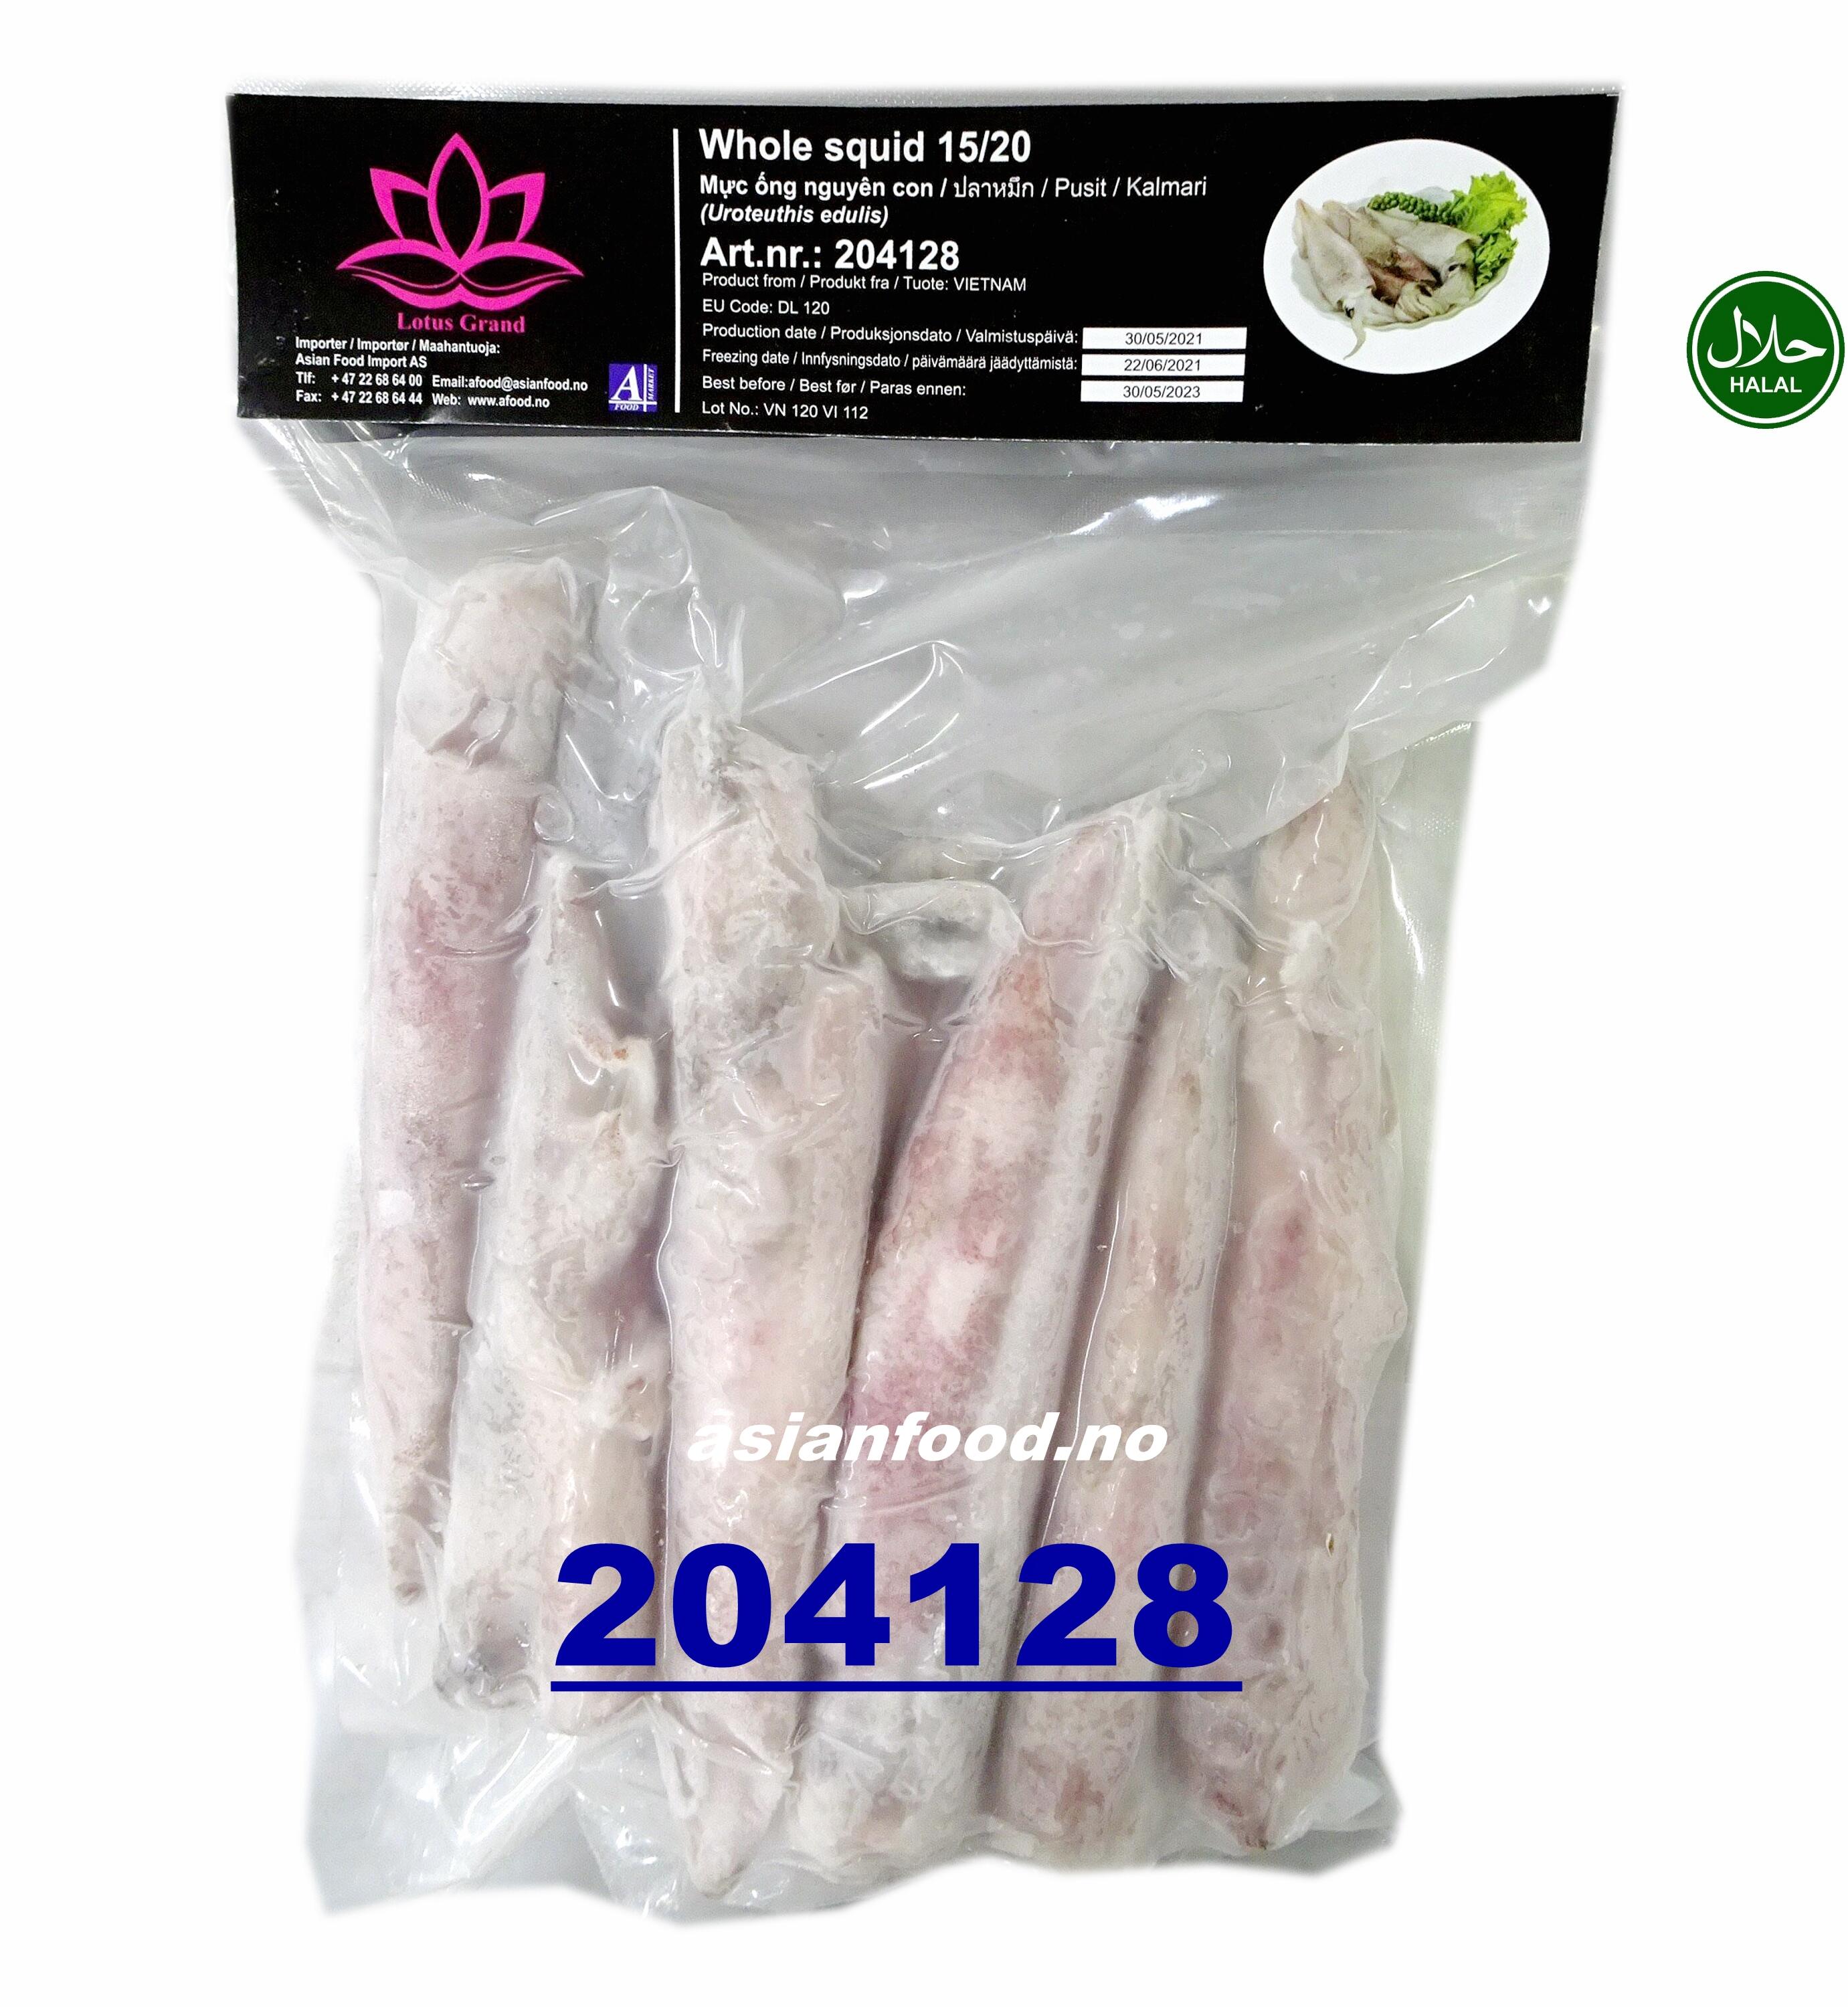 Lotus Grand
Importer / Importør / Maahantuoja:
Asian Food Import AS
Tlf: + 47 22 68 64 00 Email:afood@asianfood.no
Fax: + 47 22 68 64 44 Web: www.afood.no
A
FOOD
MARKET
Whole squid 15/20
Mực ống nguyên con / ปลาหมึก / Pusit / Kalmari
(Uroteuthis edulis)
Art.nr.: 204128
Product from / Produkt fra / Tuote: VIETNAM
EU Code: DL 120
Production date / Produksjonsdato / Valmistuspäivä: 30/05/2021
Freezing date / Innfysningsdato / päivämäärä jäädyttämistä: 22/06/2021
Best before / Best før / Paras ennen: 30/05/2023
Lot No.: VN 120 VI 112
حلال
HALAL
asianfood.no
204128